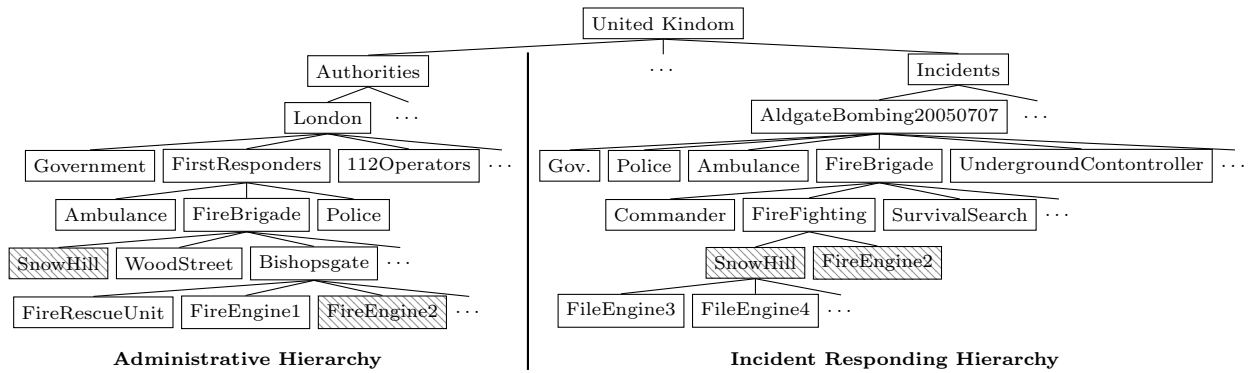 United Kindom
Authorities ... Incidents
London ... AldgateBombing20050707 ...
Government FirstResponders 112Operators ... Gov. Police Ambulance FireBrigade UndergroundContontroller ...
Ambulance FireBrigade Police Commander FireFighting SurvivalSearch ...
SnowHill WoodStreet Bishopsgate ... SnowHill FireEngine2
FireRescueUnit FireEngine1 FireEngine2 ... FileEngine3 FileEngine4 ...
Administrative Hierarchy Incident Responding Hierarchy